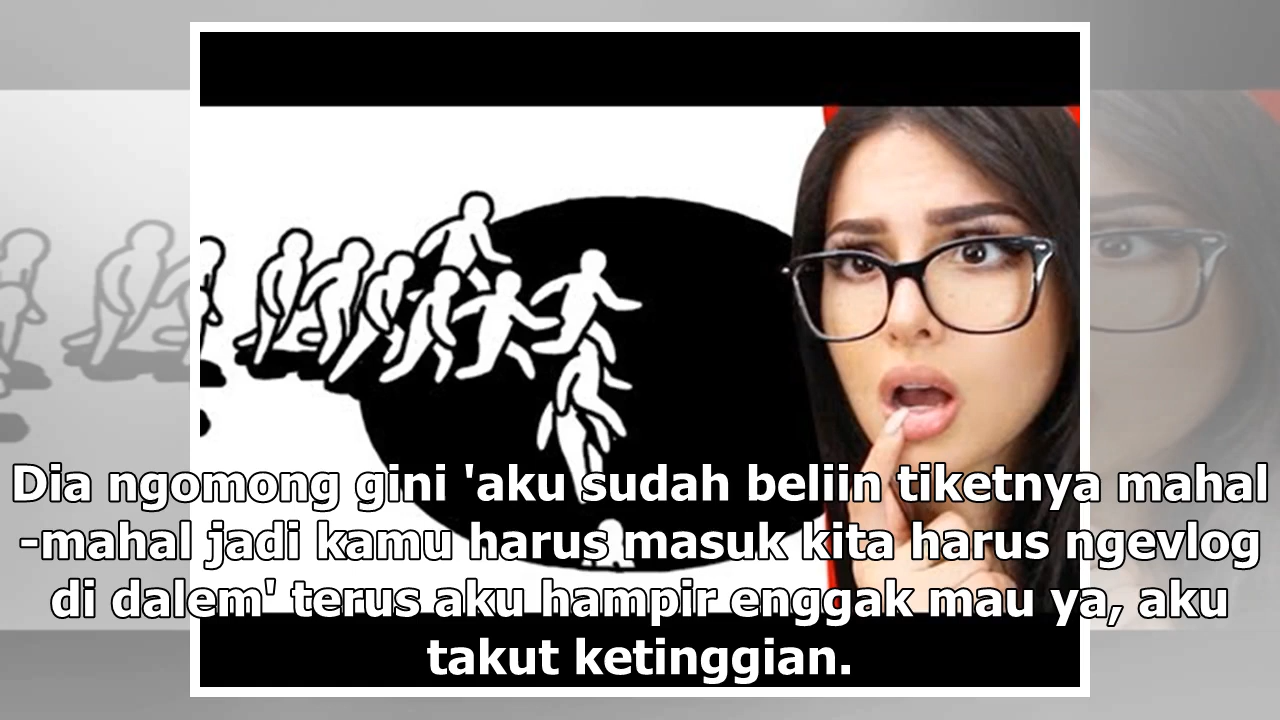 Dia ngomong gini 'aku sudah beliin tiketnya mahal
-mahal jadi kamu harus masuk kita harus ngevlog
di dalem' terus aku hampir enggak mau ya, aku
takut ketinggian.